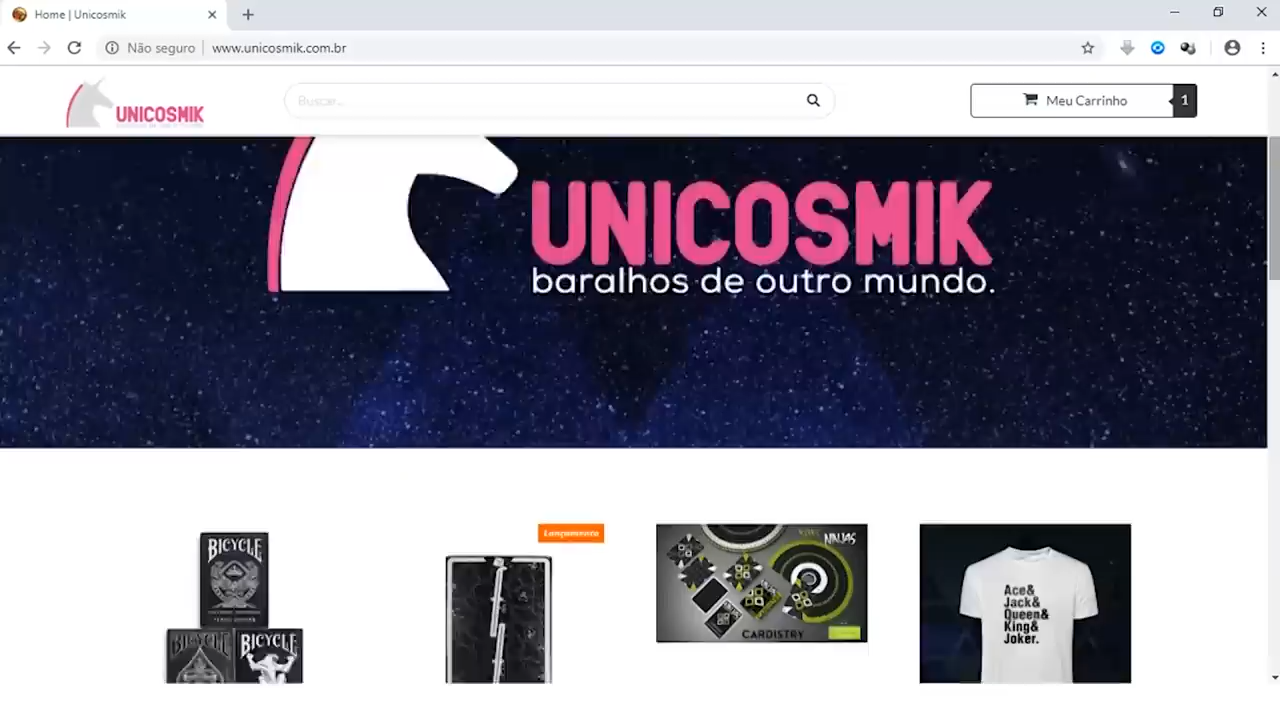 Home | Unicosmik
Não seguro
www.unicosmik.com.br
UNICOSMIK
Buscar...
Meu Carrinho
1
UNICOSMIK
baralhos de outro mundo.
Lançamento
BICYCLE
BICYCLE
BICYCLE
NINJAS
CARDISTRY
Ace&
Jack&
Queen&
King&
Joker.